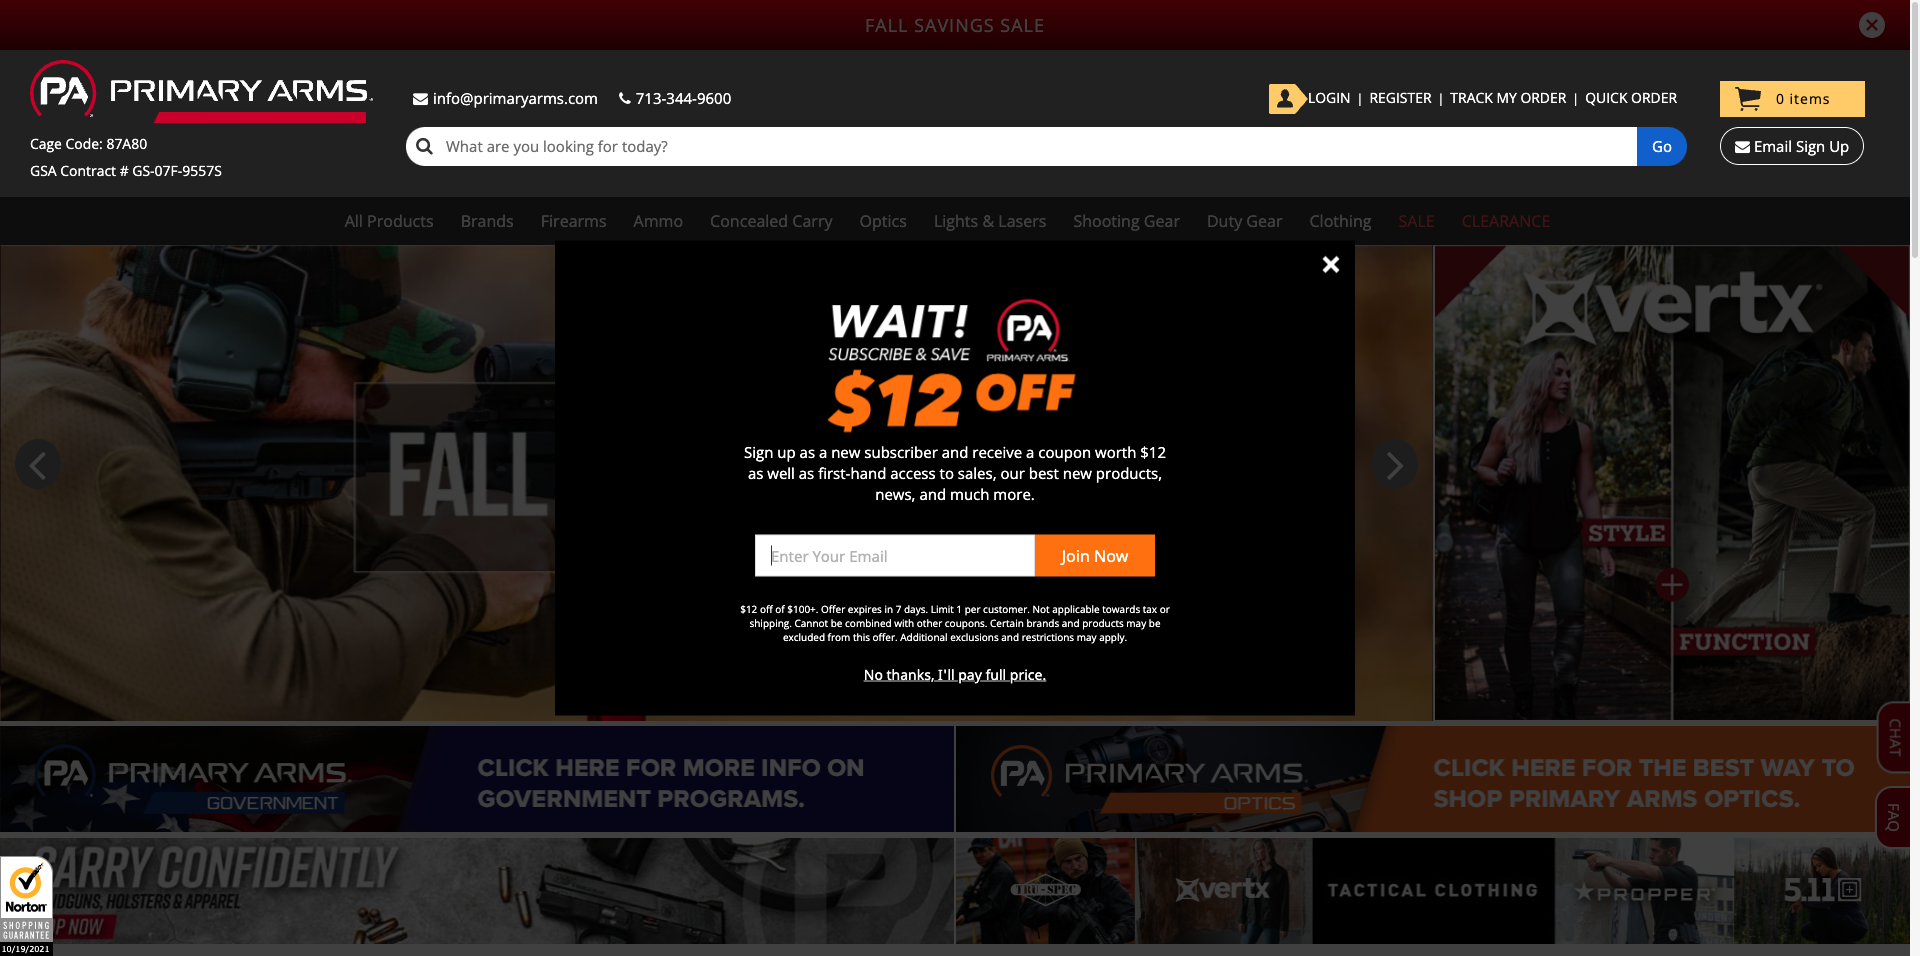 FALL SAVINGS SALE
PA PRIMARY ARMS
info@primaryarms.com 713-344-9600
LOGIN | REGISTER | TRACK MY ORDER | QUICK ORDER
0 items
Cage Code: 87A80
GSA Contract # GS-07F-9557S
What are you looking for today?
Go
Email Sign Up
All Products Brands Firearms Ammo Concealed Carry Optics Lights & Lasers Shooting Gear Duty Gear Clothing SALE CLEARANCE
FALL
WAIT!
SUBSCRIBE & SAVE
PA
PRIMARY ARMS
$12 OFF
Sign up as a new subscriber and receive a coupon worth $12
as well as first-hand access to sales, our best new products,
news, and much more.
Enter Your Email
Join Now
$12 off of $100+. Offer expires in 7 days. Limit 1 per customer. Not applicable towards tax or
shipping. Cannot be combined with other coupons. Certain brands and products may be
excluded from this offer. Additional exclusions and restrictions may apply.
No thanks, I'll pay full price.
vertx
STYLE
+
FUNCTION
CHAT
FAQ
PA PRIMARY ARMS
GOVERNMENT
CLICK HERE FOR MORE INFO ON
GOVERNMENT PROGRAMS.
PA PRIMARY ARMS
OPTICS
CLICK HERE FOR THE BEST WAY TO
SHOP PRIMARY ARMS OPTICS.
CARRY CONFIDENTLY
HOLSTERS & APPAREL
NOW
TRU-SPEC
vertx
TACTICAL CLOTHING
PROPPER
5.11
Norton
SHOPPING
GUARANTEE
10/19/2021